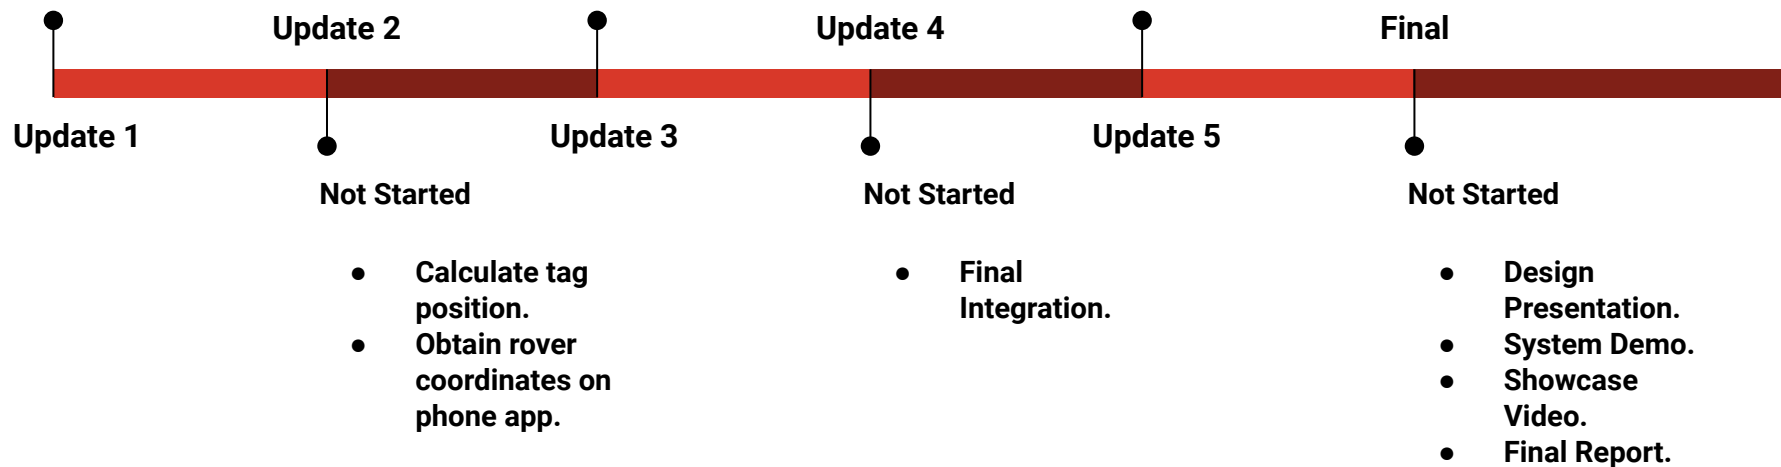 Update 2
Update 4
Final
Update 1
Update 3
Update 5
Not Started
● Calculate tag
position.
● Obtain rover
coordinates on
phone app.
Not Started
● Final
Integration.
Not Started
● Design
Presentation.
● System Demo.
● Showcase
Video.
● Final Report.